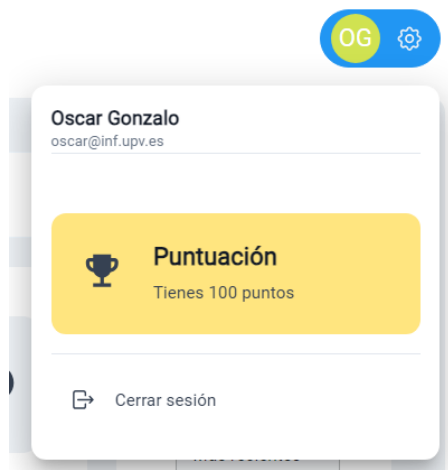 OG
Oscar Gonzalo
oscar@inf.upv.es
Puntuación
Tienes 100 puntos
Cerrar sesión